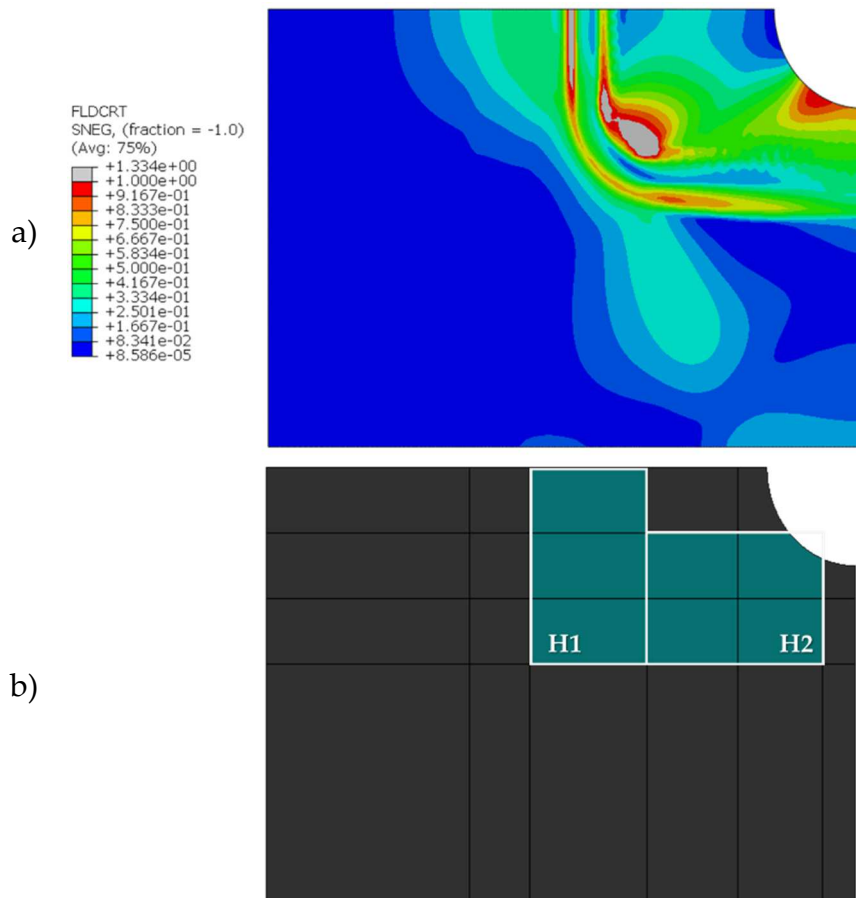 FLDCRT
SNEG, (fraction = -1.0)
(Avg: 75%)
+1.334e+00
+1.000e+00
+9.167e-01
+8.333e-01
+7.500e-01
+6.667e-01
+5.834e-01
+5.000e-01
+4.167e-01
+3.334e-01
+2.501e-01
+1.667e-01
+8.341e-02
+8.586e-05
a)
H1 H2
b)